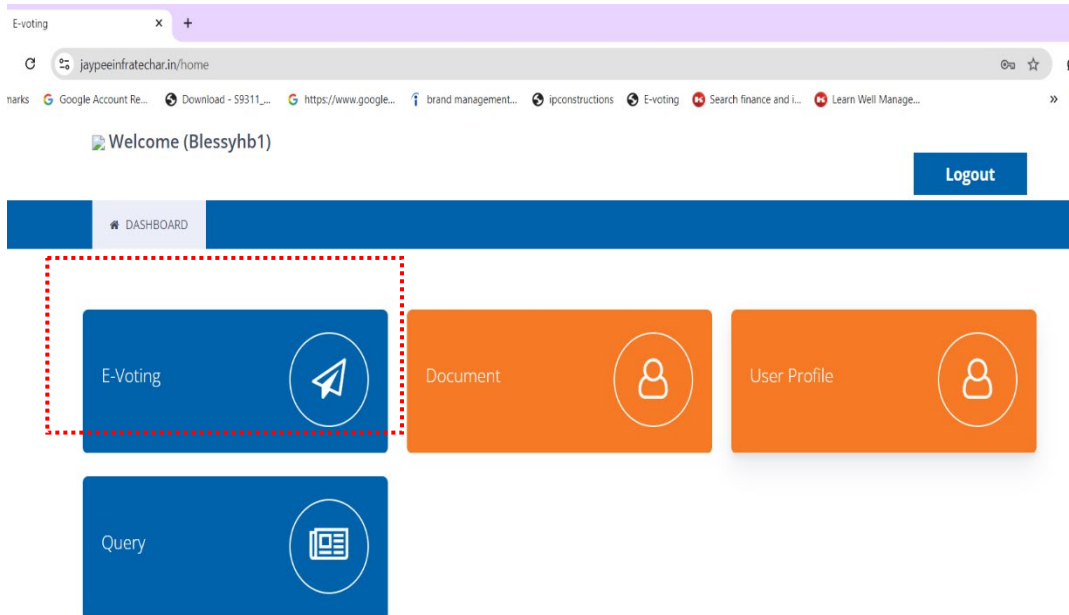 E-voting
jaypeeinfratechar.in/home
narks Google Account Re... Download - S9311_... https://www.google... brand management... ipconstructions E-voting Search finance and i... Learn Well Manage... »
Welcome (Blessyhb1)
Logout
DASHBOARD
E-Voting Document User Profile
Query